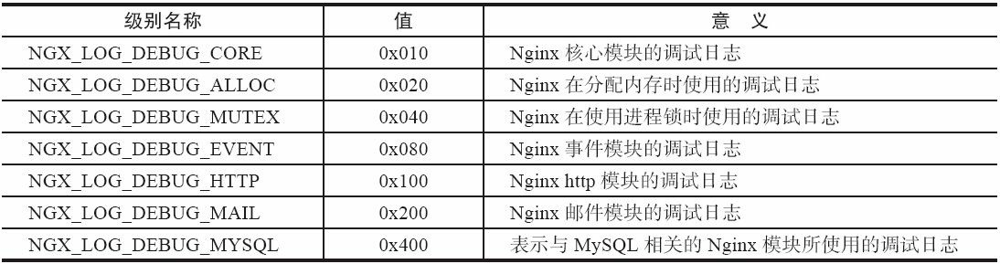 级别名称 值 意 义
NGX_LOG_DEBUG_CORE 0x010 Nginx 核心模块的调试日志
NGX_LOG_DEBUG_ALLOC 0x020 Nginx 在分配内存时使用的调试日志
NGX_LOG_DEBUG_MUTEX 0x040 Nginx 在使用进程锁时使用的调试日志
NGX_LOG_DEBUG_EVENT 0x080 Nginx 事件模块的调试日志
NGX_LOG_DEBUG_HTTP 0x100 Nginx http 模块的调试日志
NGX_LOG_DEBUG_MAIL 0x200 Nginx 邮件模块的调试日志
NGX_LOG_DEBUG_MYSQL 0x400 表示与 MySQL 相关的 Nginx 模块所使用的调试日志